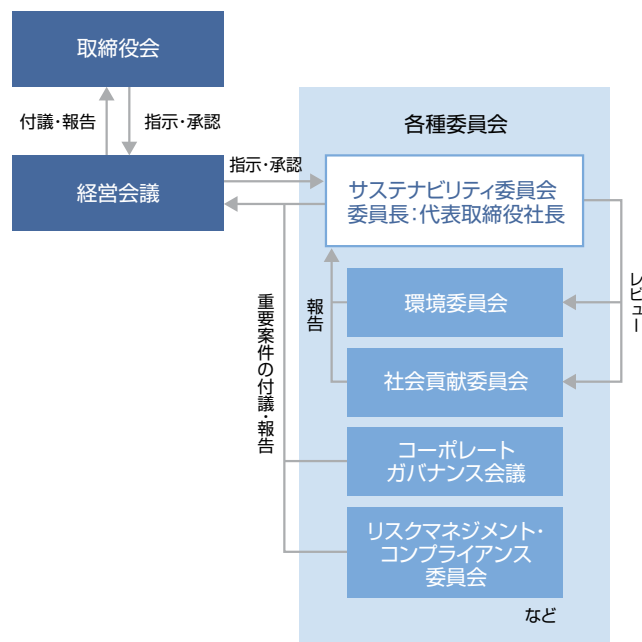 取締役会
付議・報告
指示・承認
経営会議
指示・承認
各種委員会
サステナビリティ委員会
委員長：代表取締役社長
重要案件の付議・報告
報告
環境委員会
レビュー
社会貢献委員会
コーポレート
ガバナンス会議
リスクマネジメント・
コンプライアンス
委員会
など